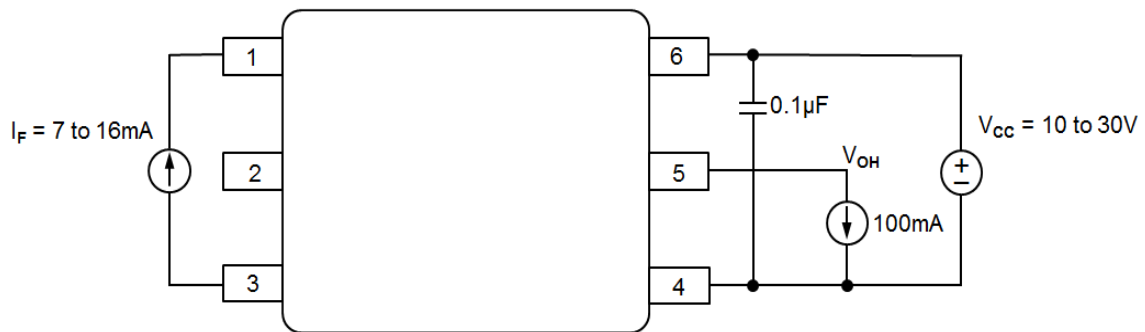 1
6
0.1µF
I_F = 7 to 16mA
V_CC = 10 to 30V
2
5
V_OH
+
−
100mA
3
4